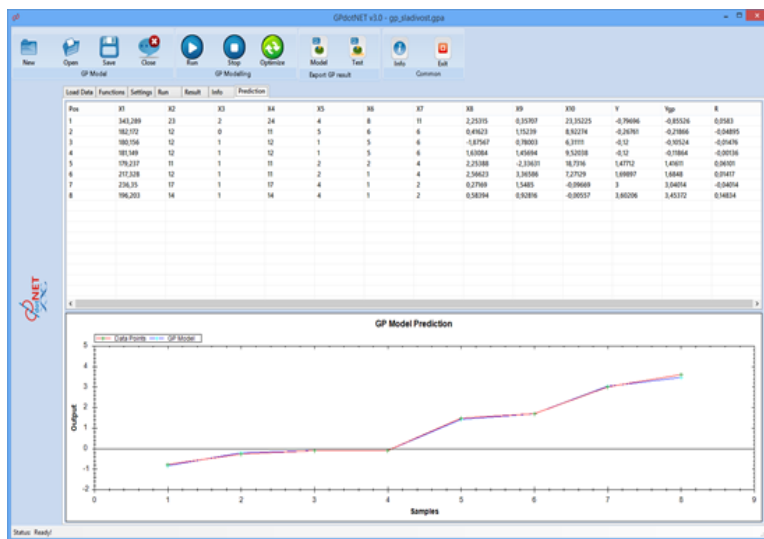 GPdotNET v3.0 - gp_sladivost.gpa
New Open Save Close Run Stop Optimize Model Test Info Exit
GP Model GP Modelling Export GP result Common
Load Data Functions Settings Run Result Info Prediction
Pos X1 X2 X3 X4 X5 X6 X7 X8 X9 X10 Y Ygp R
1 343,289 23 2 24 4 8 11 2,25315 0,35707 23,35225 -0,79696 -0,85526 0,0583
2 182,172 12 0 11 5 6 6 0,41623 1,15239 8,92274 -0,26761 -0,21866 -0,04895
3 180,156 12 1 12 1 5 6 -1,87567 0,78003 6,31111 -0,12 -0,10524 -0,01476
4 181,149 12 1 12 1 5 6 1,63084 1,45694 9,52038 -0,12 -0,11864 -0,00136
5 179,237 11 1 11 2 2 4 2,25388 -2,33631 18,7316 1,47712 1,41611 0,06101
6 217,328 12 1 12 2 1 4 2,56623 3,36586 7,27129 1,69897 1,6848 0,01417
7 236,35 17 1 17 4 1 2 0,27169 1,5485 -0,09669 3 3,04014 -0,04014
8 196,203 14 1 14 4 1 2 0,58394 0,92816 -0,00557 3,60206 3,45372 0,14834
GP Model Prediction
Data Points GP Model
5
4
3
2
1
0
-1
-2
Output
0 1 2 3 4 5 6 7 8 9
Samples
Status: Ready!